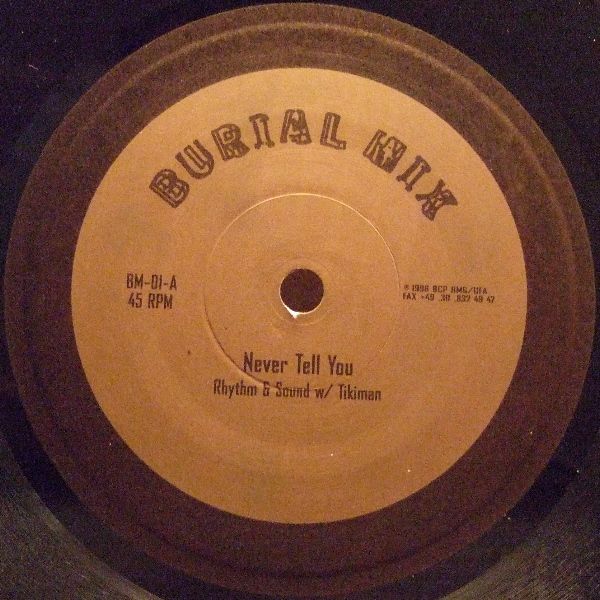 BURIAL MIX
BM-01-A
45 RPM
℗ 1996 BCP BMG/UFA
FAX +49 .30 .832 49 47
Never Tell You
Rhythm & Sound w/ Tikiman